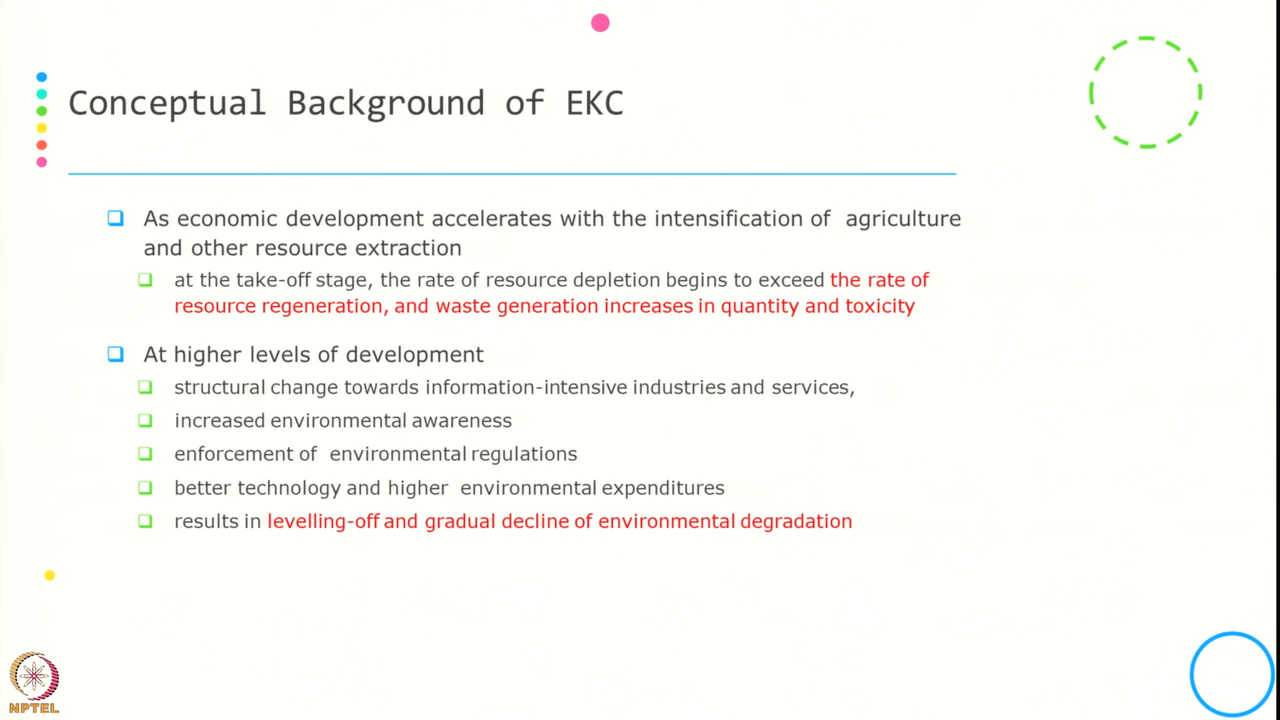 Conceptual Background of EKC
As economic development accelerates with the intensification of agriculture
and other resource extraction
at the take-off stage, the rate of resource depletion begins to exceed the rate of
resource regeneration, and waste generation increases in quantity and toxicity
At higher levels of development
structural change towards information-intensive industries and services,
increased environmental awareness
enforcement of environmental regulations
better technology and higher environmental expenditures
results in levelling-off and gradual decline of environmental degradation
NPTEL